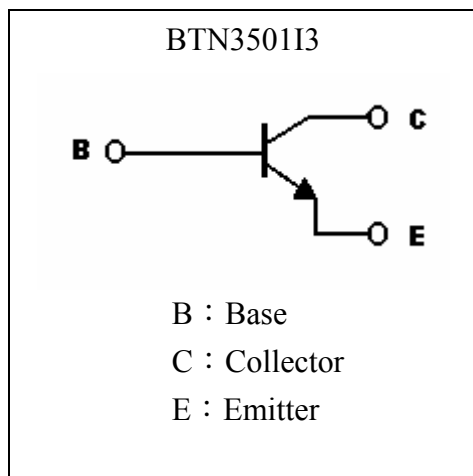 BTN3501I3
C
B
E
B：Base
C：Collector
E：Emitter